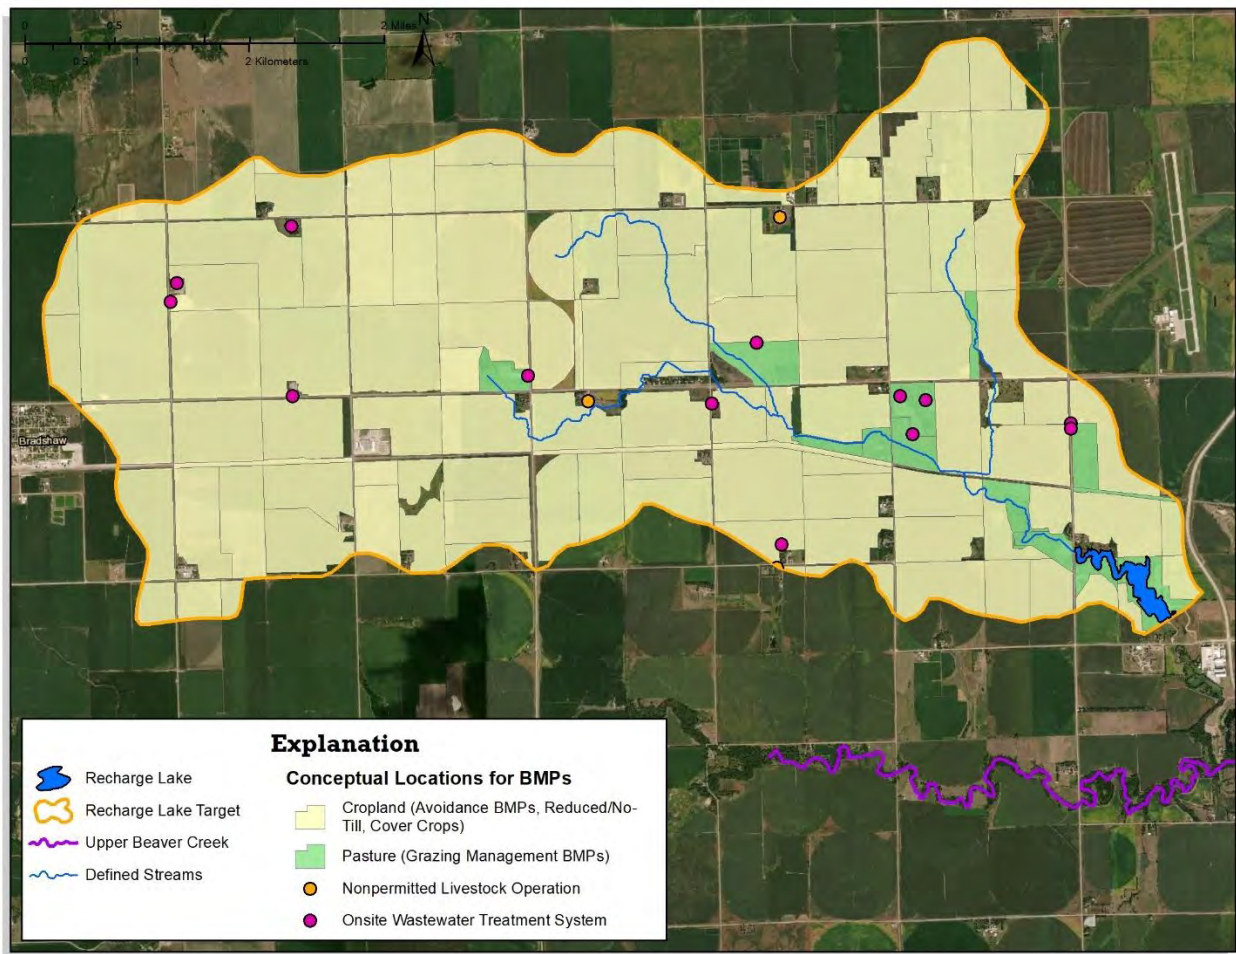 0 0.5 2 Miles
N
0 0.5 1 2 Kilometers
Bradshaw
Explanation
Recharge Lake
Recharge Lake Target
Upper Beaver Creek
Defined Streams
Conceptual Locations for BMPs
Cropland (Avoidance BMPs, Reduced/No-
Till, Cover Crops)
Pasture (Grazing Management BMPs)
Nonpermitted Livestock Operation
Onsite Wastewater Treatment System